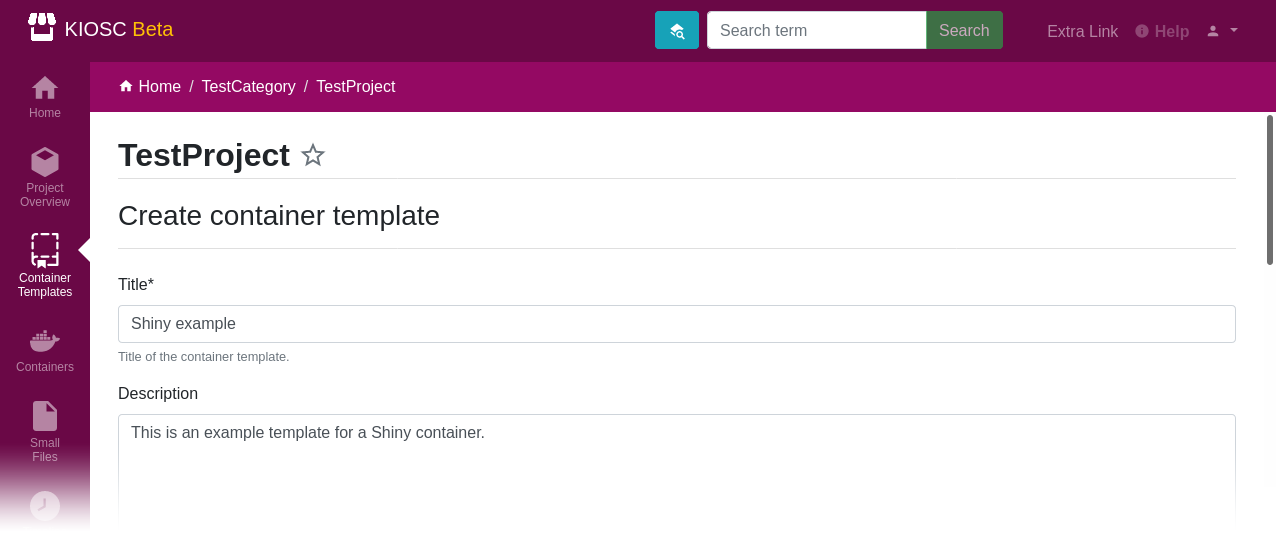 KIOSC Beta
Search term
Search
Extra Link
Help
Home / TestCategory / TestProject
Home
Project
Overview
Container
Templates
Containers
Small
Files
TestProject
Create container template
Title*
Shiny example
Title of the container template.
Description
This is an example template for a Shiny container.